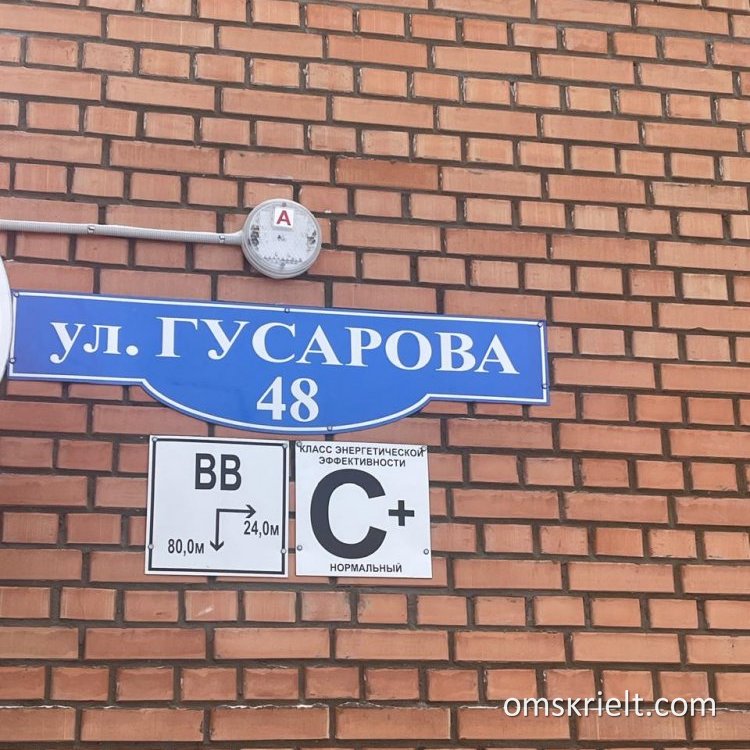 А
ул. ГУСАРОВА
48
ВВ
24,0м
80,0м
КЛАСС ЭНЕРГЕТИЧЕСКОЙ
ЭФФЕКТИВНОСТИ
С+
НОРМАЛЬНЫЙ
omskrielt.com